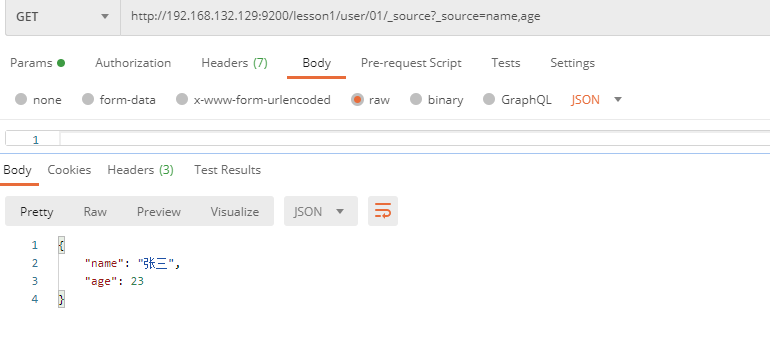 GET http://192.168.132.129:9200/lesson1/user/01/_source?_source=name,age
Params Authorization Headers (7) Body Pre-request Script Tests Settings
none form-data x-www-form-urlencoded raw binary GraphQL JSON
1
Body Cookies Headers (3) Test Results
Pretty Raw Preview Visualize JSON
1 {
2 "name": "张三",
3 "age": 23
4 }